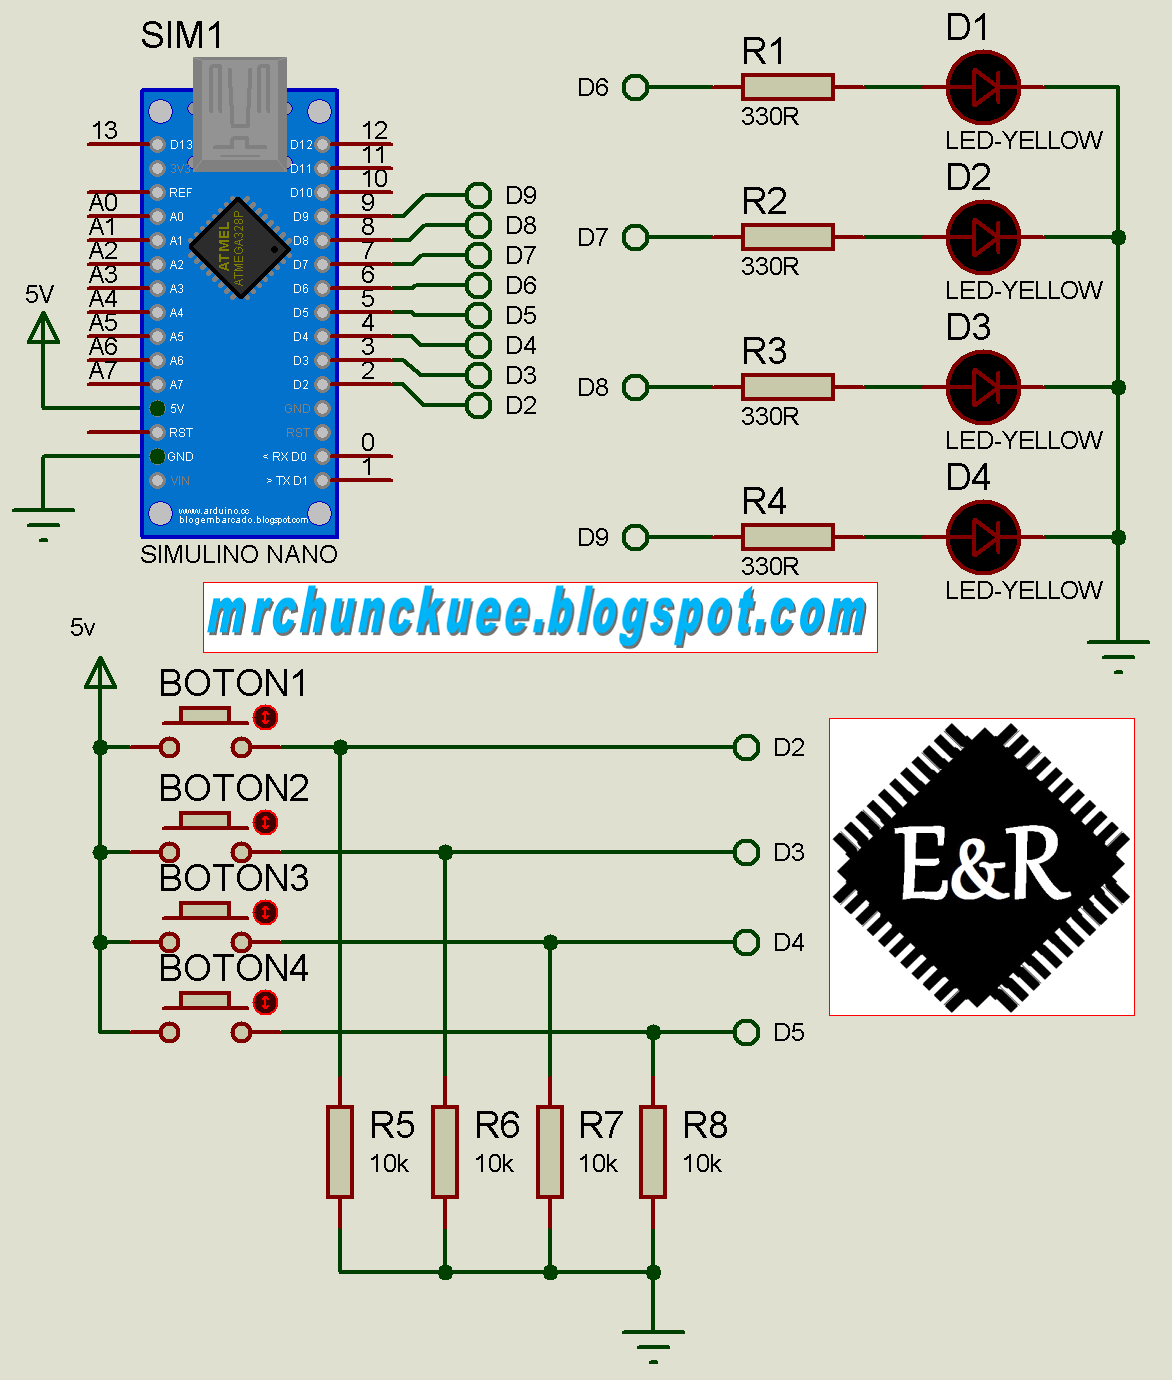 SIM1
13
D13
D12
12
3V3
D11
11
REF
D10
10
A0
A0
D9
9
D9
A1
A1
D8
8
D8
A2
A2
D7
7
D7
A3
A3
D6
6
D6
A4
A4
D5
5
D5
A5
A5
D4
4
D4
A6
A6
D3
3
D3
A7
A7
D2
2
D2
5V
5V
GND
RST
RST
GND
< RX D0
0
VIN
> TX D1
1
ATMEL
ATMEGA328P
www.arduino.cc
blogembarcado.blogspot.com
SIMULINO NANO
D6
R1
330R
D1
LED-YELLOW
D7
R2
330R
D2
LED-YELLOW
D8
R3
330R
D3
LED-YELLOW
D9
R4
330R
D4
LED-YELLOW
mrchunckuee.blogspot.com
5v
BOTON1
D2
BOTON2
D3
BOTON3
D4
BOTON4
D5
E&R
R5
10k
R6
10k
R7
10k
R8
10k